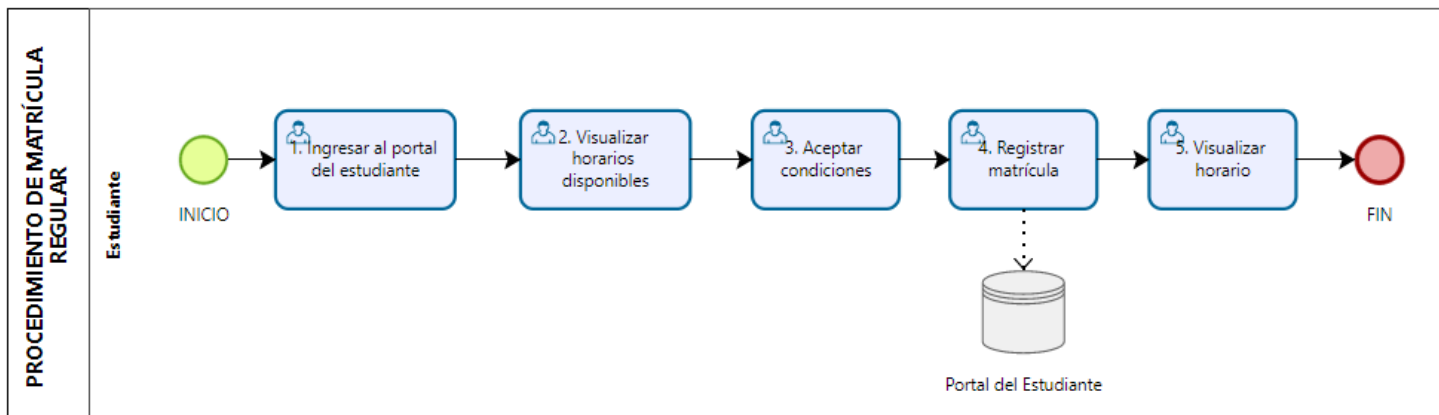 PROCEDIMIENTO DE MATRÍCULA
REGULAR
Estudiante
INICIO
1. Ingresar al portal
del estudiante
2. Visualizar
horarios
disponibles
3. Aceptar
condiciones
4. Registrar
matrícula
5. Visualizar
horario
FIN
Portal del Estudiante